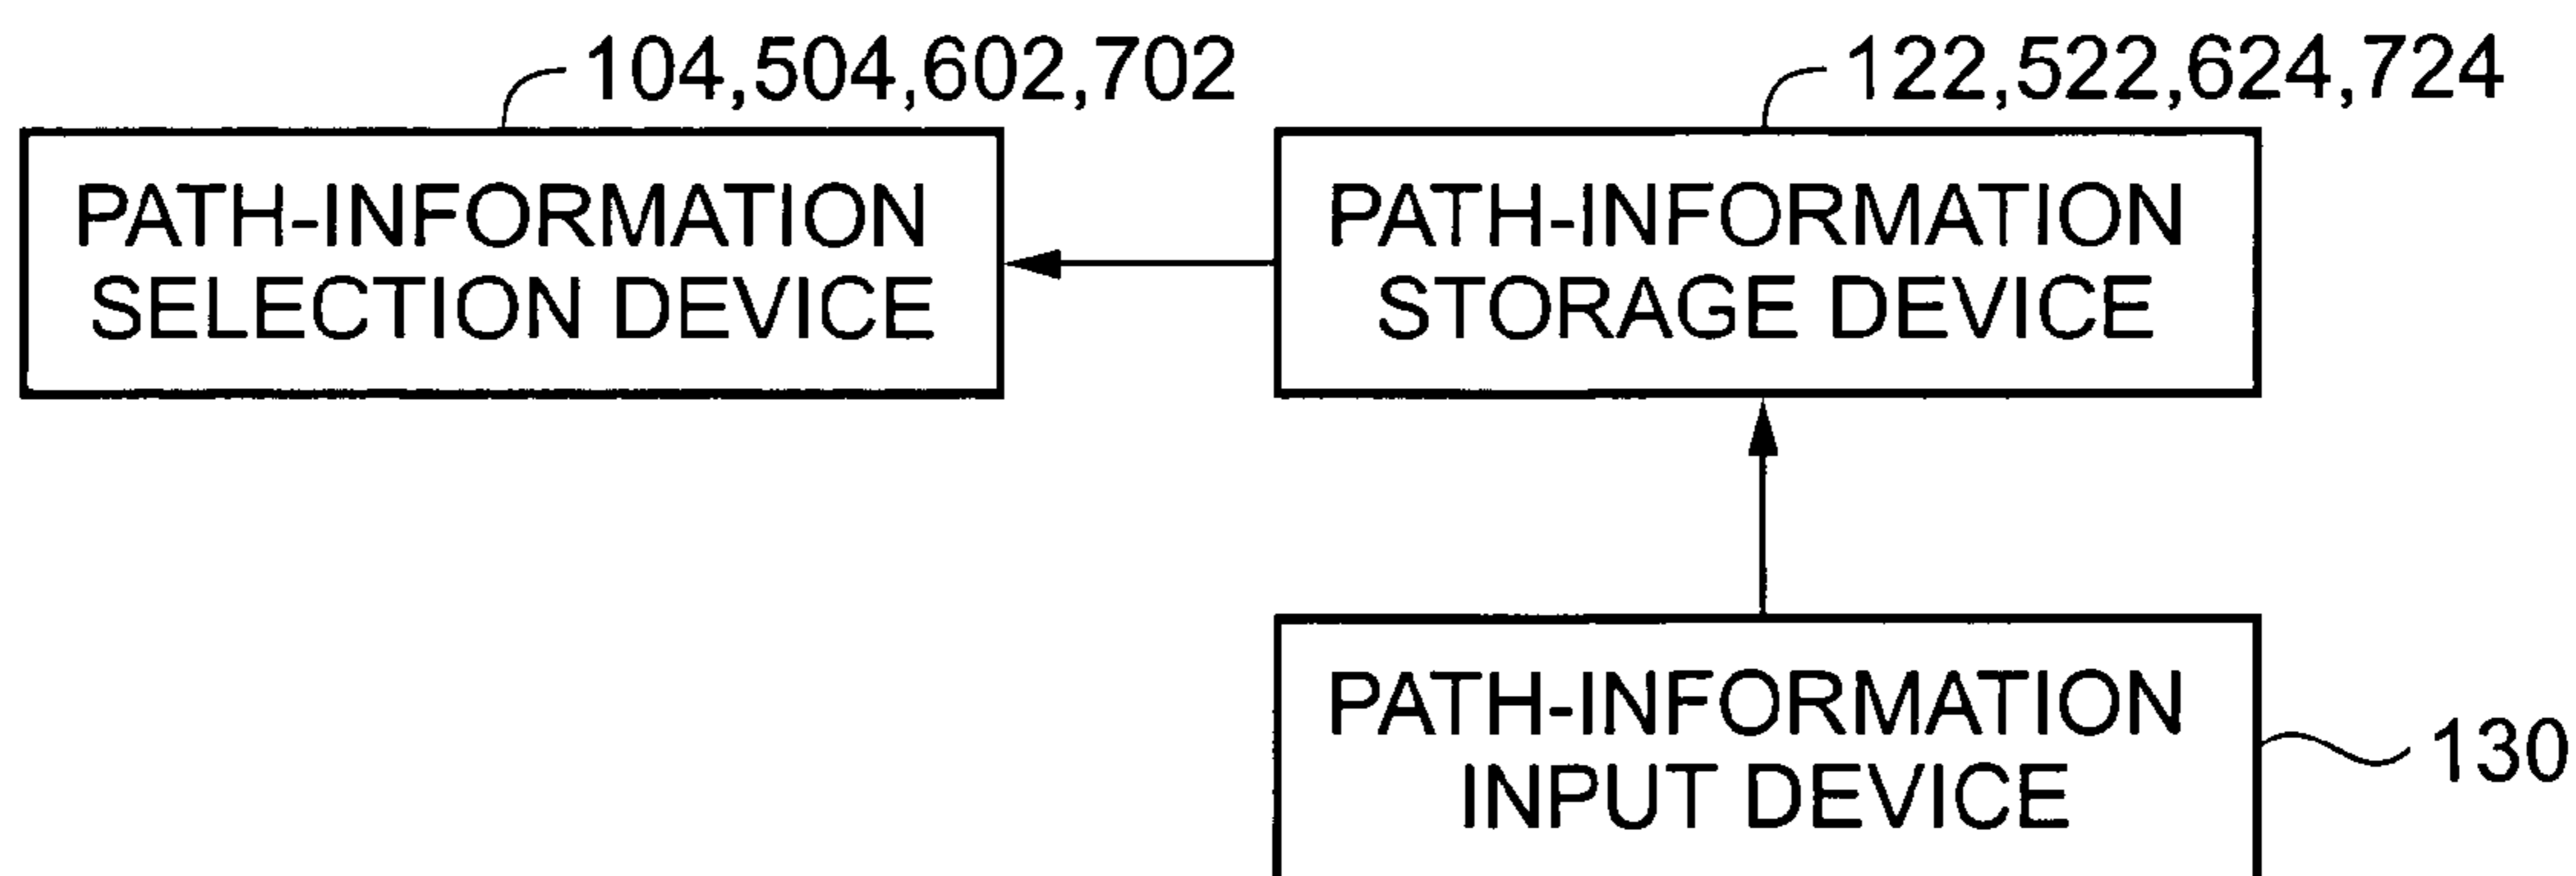 104,504,602,702
122,522,624,724
PATH-INFORMATION
SELECTION DEVICE
PATH-INFORMATION
STORAGE DEVICE
PATH-INFORMATION
INPUT DEVICE
130